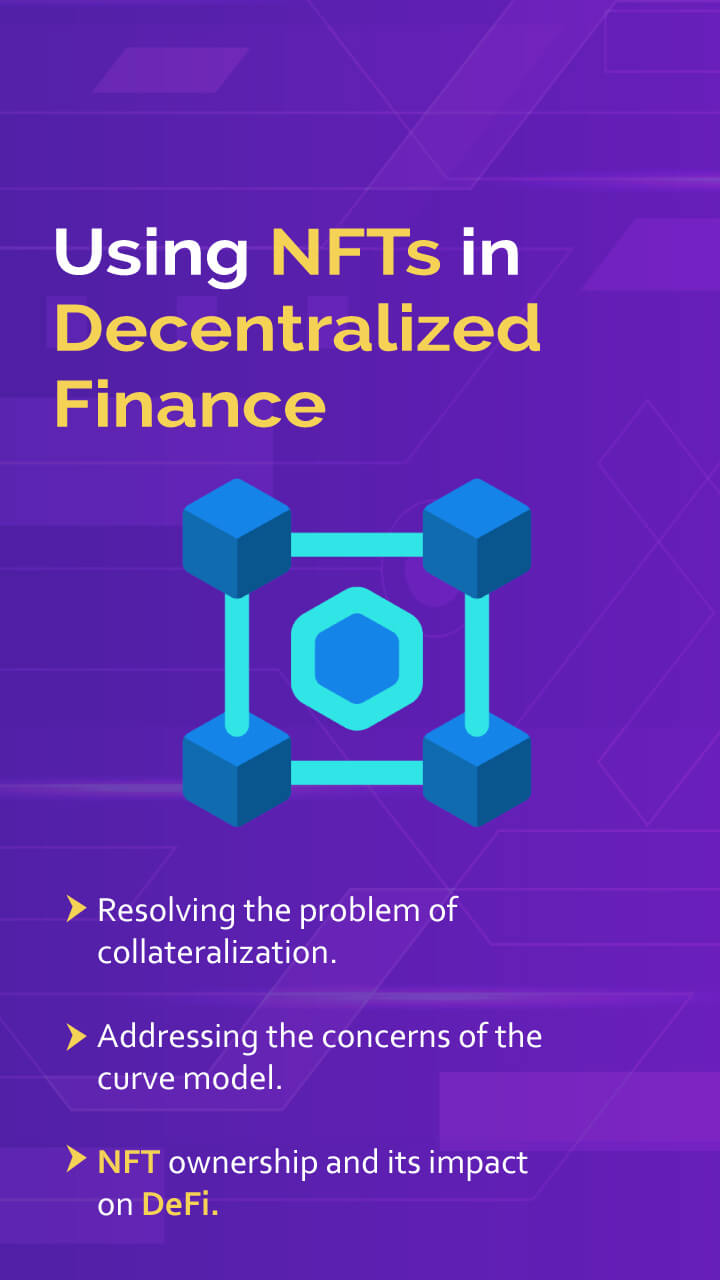 Using NFTs in
Decentralized
Finance
Resolving the problem of
collateralization.
Addressing the concerns of the
curve model.
NFT ownership and its impact
on DeFi.